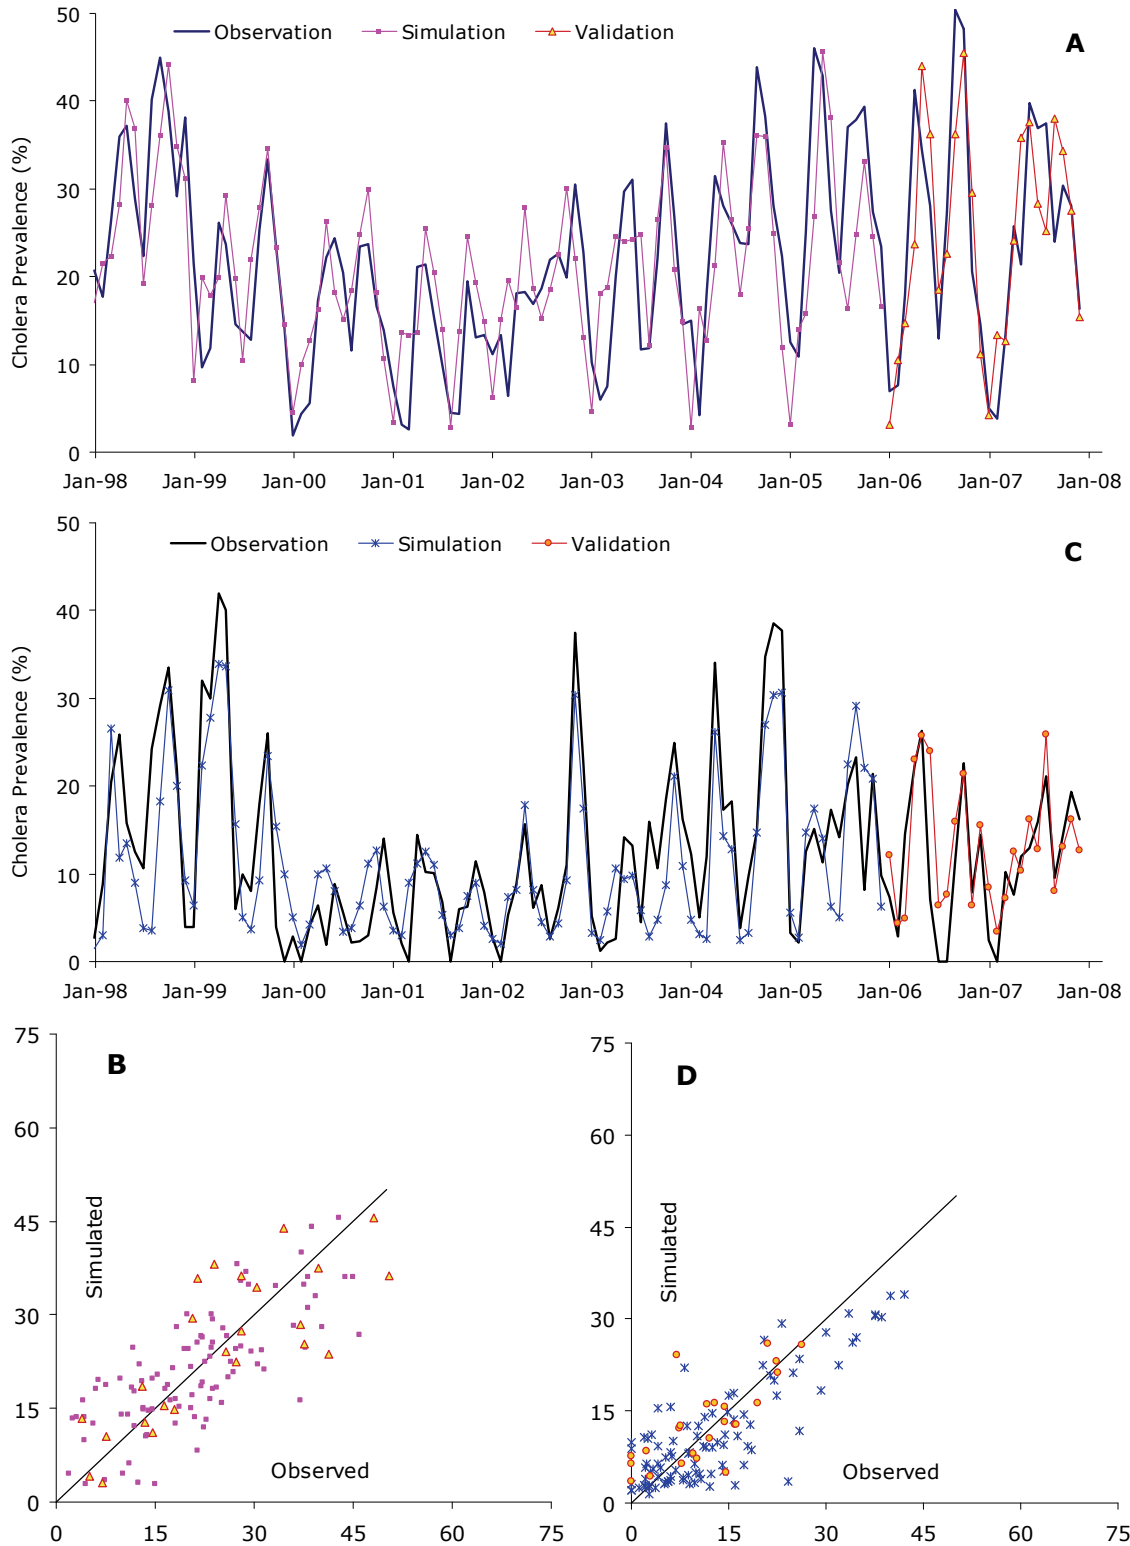 50
Observation Simulation Validation
A
40
30
20
10
0
Cholera Prevalence (%)
Jan-98 Jan-99 Jan-00 Jan-01 Jan-02 Jan-03 Jan-04 Jan-05 Jan-06 Jan-07 Jan-08
50
Observation Simulation Validation
C
40
30
20
10
0
Cholera Prevalence (%)
Jan-98 Jan-99 Jan-00 Jan-01 Jan-02 Jan-03 Jan-04 Jan-05 Jan-06 Jan-07 Jan-08
75
B
60
45
30
15
0
Simulated
Observed
0 15 30 45 75
75
D
60
45
30
15
0
Simulated
Observed
0 15 30 45 60 75